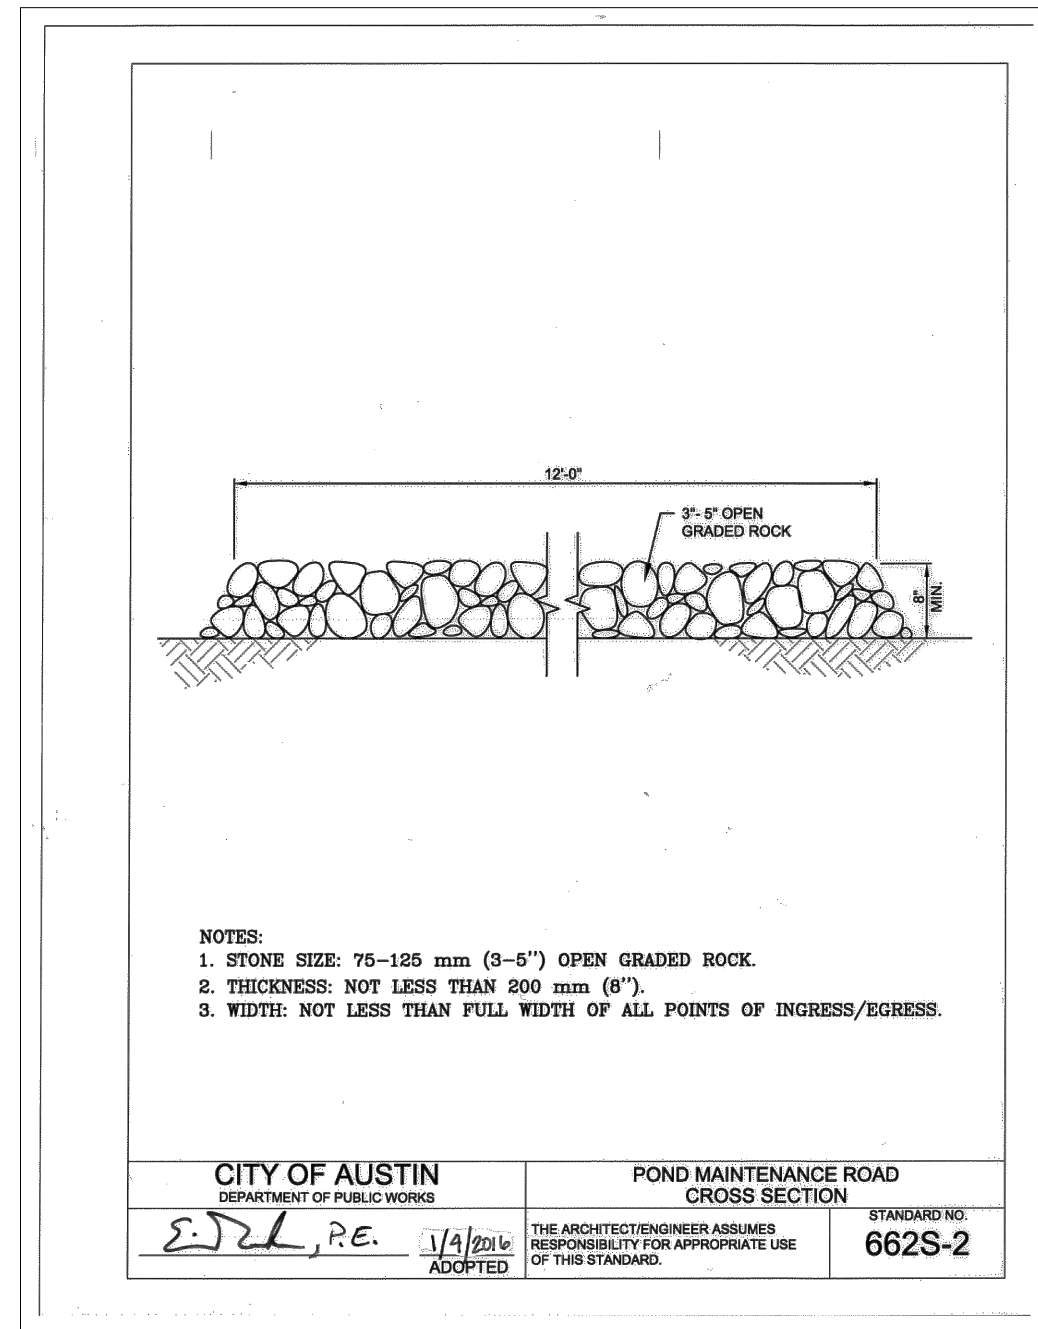 12'-0"
3"- 5" OPEN
GRADED ROCK
8"
MIN.
NOTES:
1. STONE SIZE: 75–125 mm (3–5") OPEN GRADED ROCK.
2. THICKNESS: NOT LESS THAN 200 mm (8").
3. WIDTH: NOT LESS THAN FULL WIDTH OF ALL POINTS OF INGRESS/EGRESS.
CITY OF AUSTIN
DEPARTMENT OF PUBLIC WORKS
POND MAINTENANCE ROAD
CROSS SECTION
, P.E.
1/4/2016
ADOPTED
THE ARCHITECT/ENGINEER ASSUMES
RESPONSIBILITY FOR APPROPRIATE USE
OF THIS STANDARD.
STANDARD NO.
662S-2